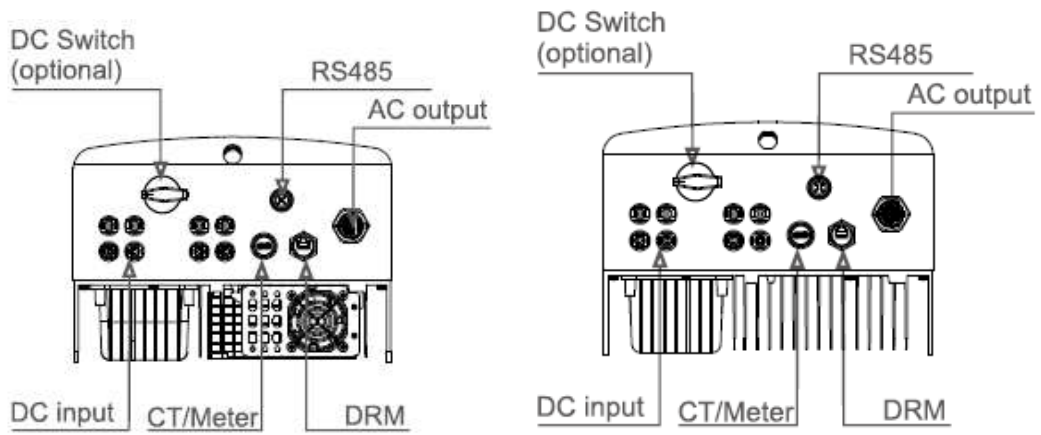 DC Switch
(optional)
RS485
AC output
DC input
CT/Meter
DRM
DC Switch
(optional)
RS485
AC output
DC input
CT/Meter
DRM